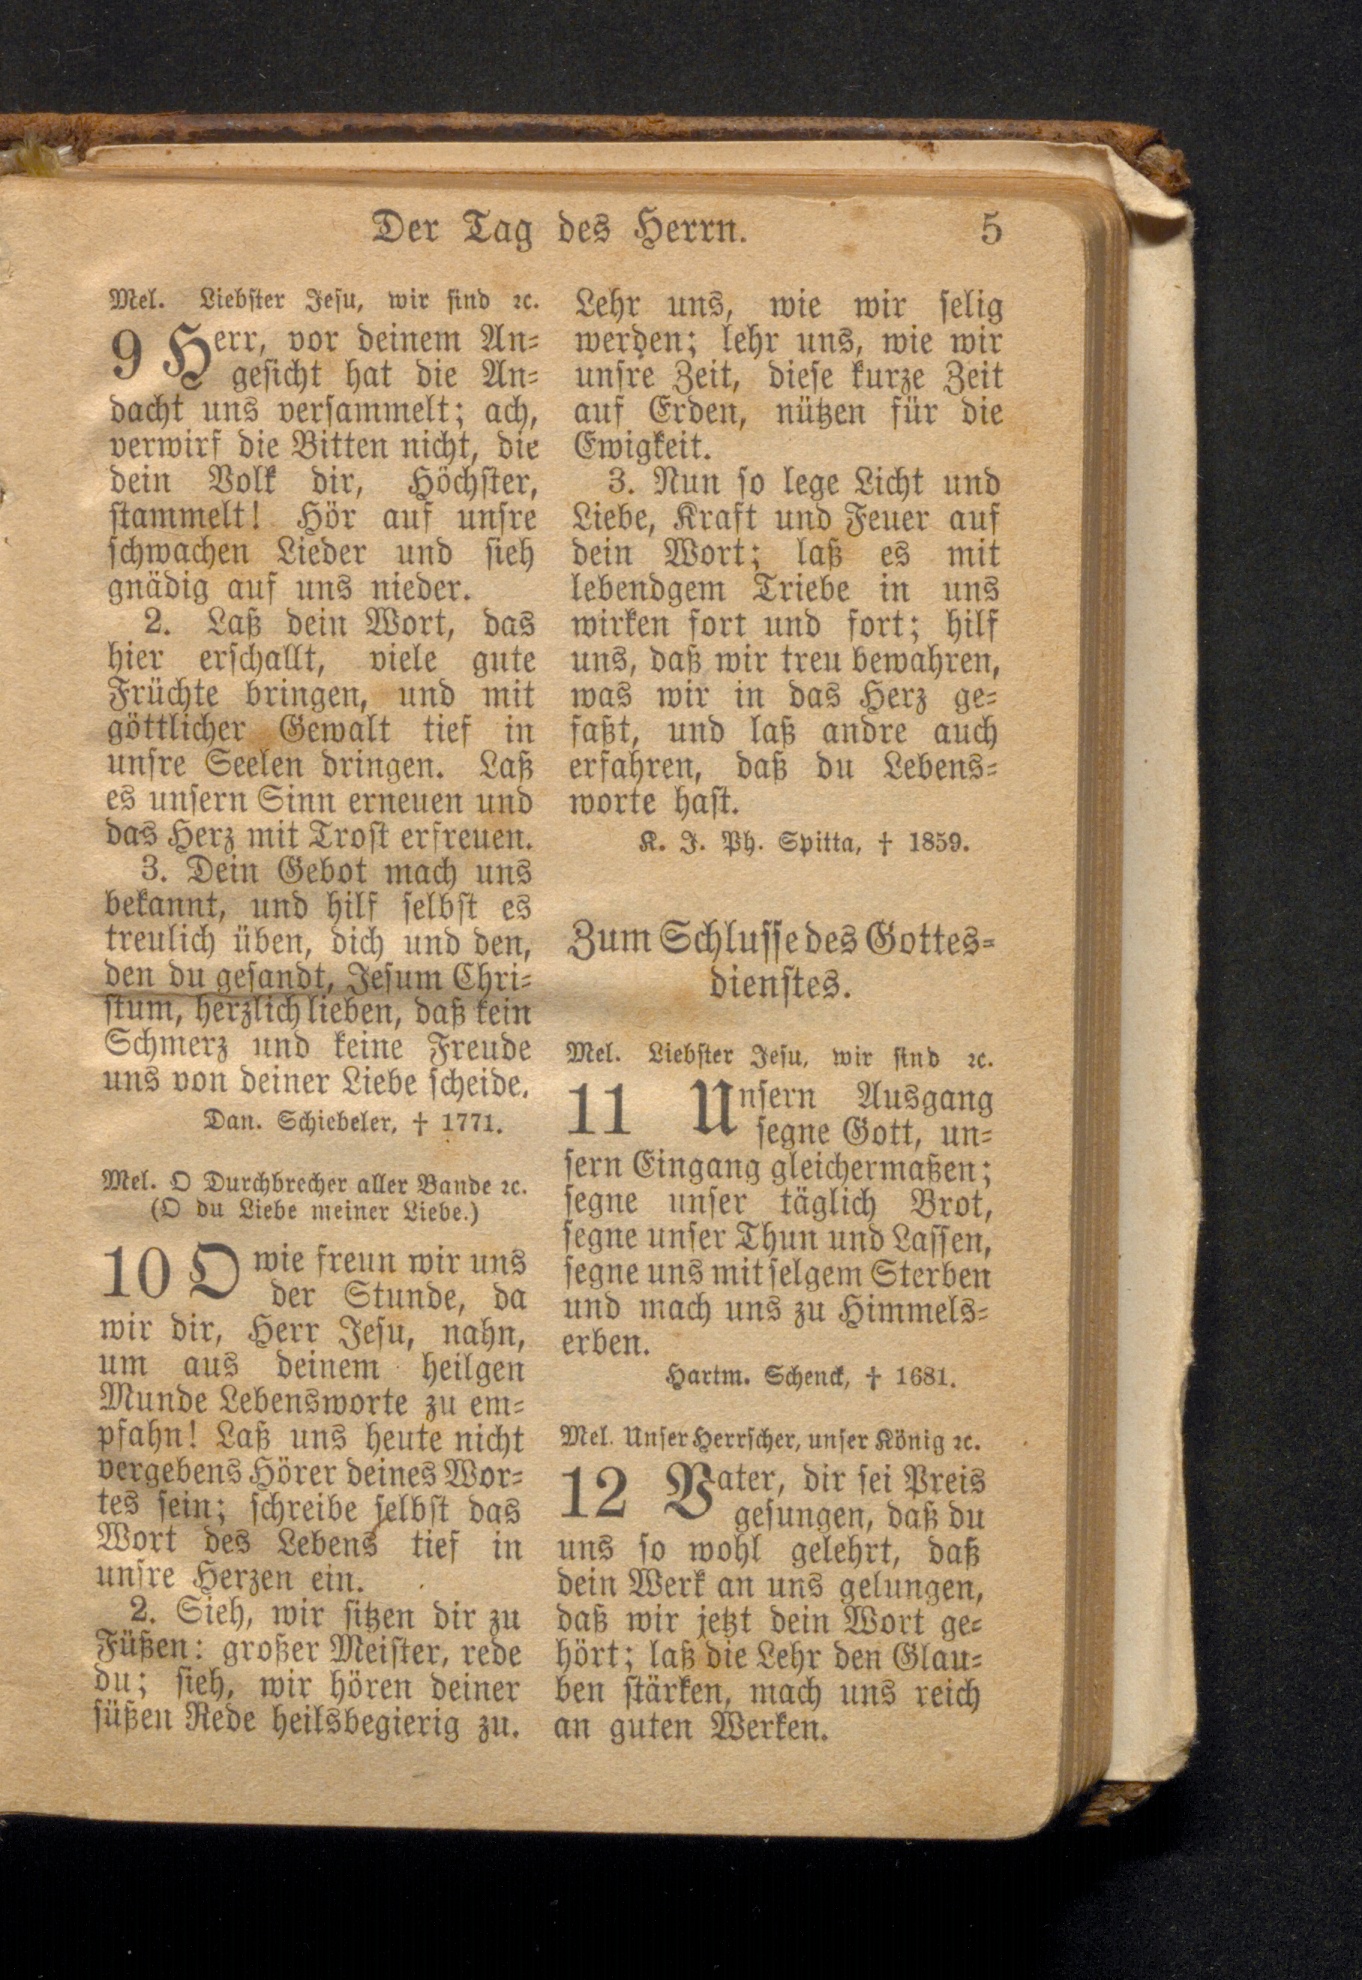 Der Tag des Herrn.
5
Mel. Liebster Jesu, wir sind ꝛc.
9 Herr, vor deinem An-
gesicht hat die An-
dacht uns versammelt; ach,
verwirf die Bitten nicht, die
dein Volk dir, Höchster,
stammelt! Hör auf unsre
schwachen Lieder und sieh
gnädig auf uns nieder.
2. Laß dein Wort, das
hier erschallt, viele gute
Früchte bringen, und mit
göttlicher Gewalt tief in
unsre Seelen dringen. Laß
es unsern Sinn erneuen und
das Herz mit Trost erfreuen.
3. Dein Gebot mach uns
bekannt, und hilf selbst es
treulich üben, dich und den,
den du gesandt, Jesum Chri-
stum, herzlich lieben, daß kein
Schmerz und keine Freude
uns von deiner Liebe scheide.
Dan. Schiebeler, † 1771.
Mel. O Durchbrecher aller Bande ꝛc.
(O du Liebe meiner Liebe.)
10 O wie freun wir uns
der Stunde, da
wir dir, Herr Jesu, nahn,
um aus deinem heilgen
Munde Lebensworte zu em-
pfahn! Laß uns heute nicht
vergebens Hörer deines Wor-
tes sein; schreibe selbst das
Wort des Lebens tief in
unsre Herzen ein.
2. Sieh, wir sitzen dir zu
Füßen: großer Meister, rede
du; sieh, wir hören deiner
süßen Rede heilsbegierig zu.
Lehr uns, wie wir selig
werden; lehr uns, wie wir
unsre Zeit, diese kurze Zeit
auf Erden, nützen für die
Ewigkeit.
3. Nun so lege Licht und
Liebe, Kraft und Feuer auf
dein Wort; laß es mit
lebendgem Triebe in uns
wirken fort und fort; hilf
uns, daß wir treu bewahren,
was wir in das Herz ge-
faßt, und laß andre auch
erfahren, daß du Lebens-
worte hast.
K. J. Ph. Spitta, † 1859.
Zum Schlusse des Gottes-
dienstes.
Mel. Liebster Jesu, wir sind ꝛc.
11 Unsern Ausgang
segne Gott, un-
sern Eingang gleichermaßen;
segne unser täglich Brot,
segne unser Thun und Lassen,
segne uns mit selgem Sterben
und mach uns zu Himmels-
erben.
Hartm. Schenck, † 1681.
Mel. Unser Herrscher, unser König ꝛc.
12 Vater, dir sei Preis
gesungen, daß du
uns so wohl gelehrt, daß
dein Werk an uns gelungen,
daß wir jetzt dein Wort ge-
hört; laß die Lehr den Glau-
ben stärken, mach uns reich
an guten Werken.